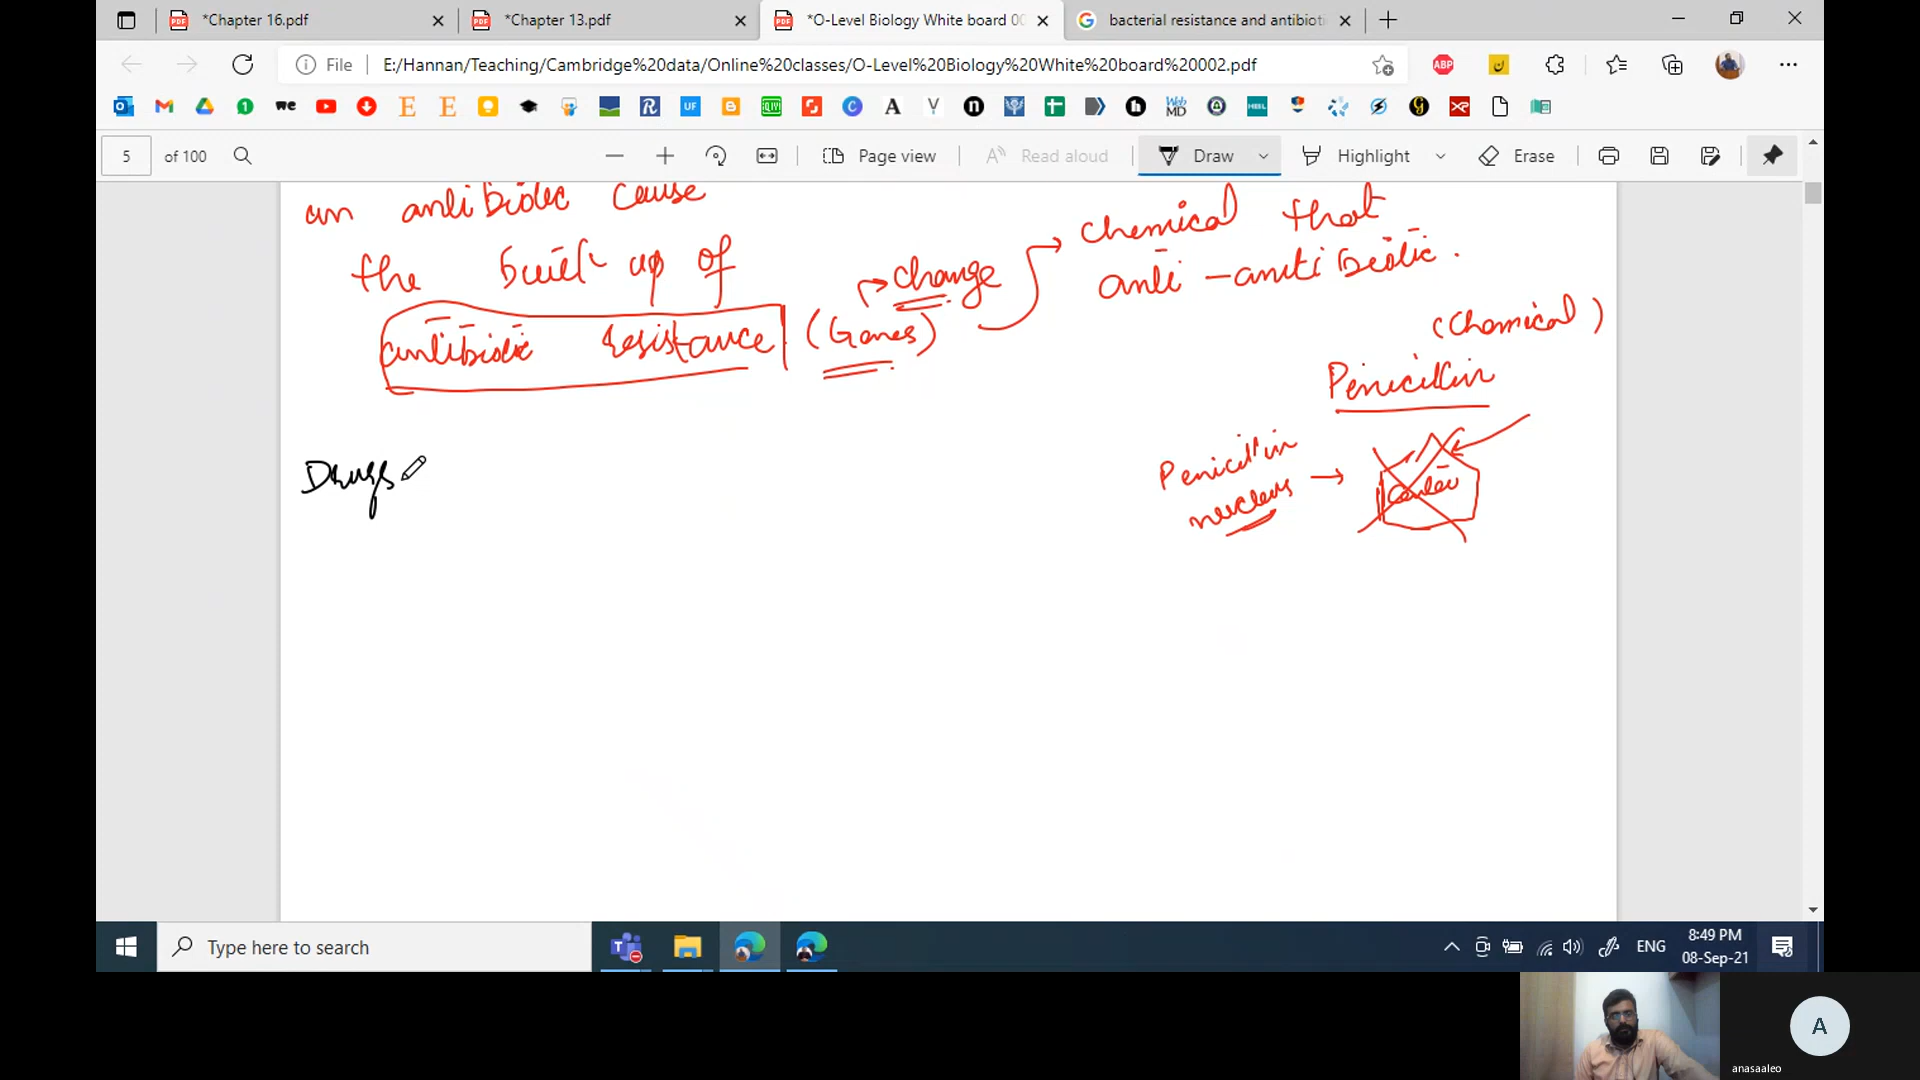 *Chapter 16.pdf
*Chapter 13.pdf
*O-Level Biology White board 00
bacterial resistance and antibioti
File
E:/Hannan/Teaching/Cambridge%20data/Online%20classes/O-Level%20Biology%20White%20board%20002.pdf
5 of 100
Page view
Read aloud
Draw
Highlight
Erase
an antibiotic cause
the built up of
antibiotic resistance (Genes)
change
chemical that
anti-antibiotic.
(Chemical)
Penicillin
Penicillin
nucleus
Drugs
Type here to search
ENG
8:49 PM
08-Sep-21
A
anasaaleo